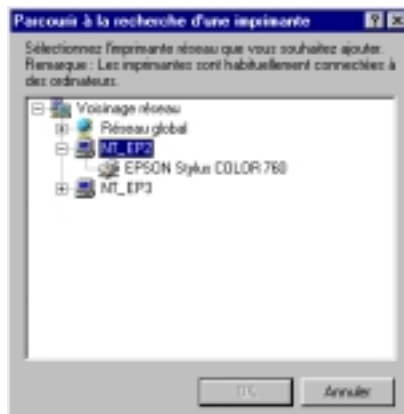 Parcourir à la recherche d'une imprimante
Sélectionnez l'imprimante réseau que vous souhaitez ajouter.
Remarque : Les imprimantes sont habituellement connectées à
des ordinateurs.
Voisinage réseau
Réseau global
NT_EP2
EPSON Stylus COLOR 760
NT_EP3
OK
Annuler